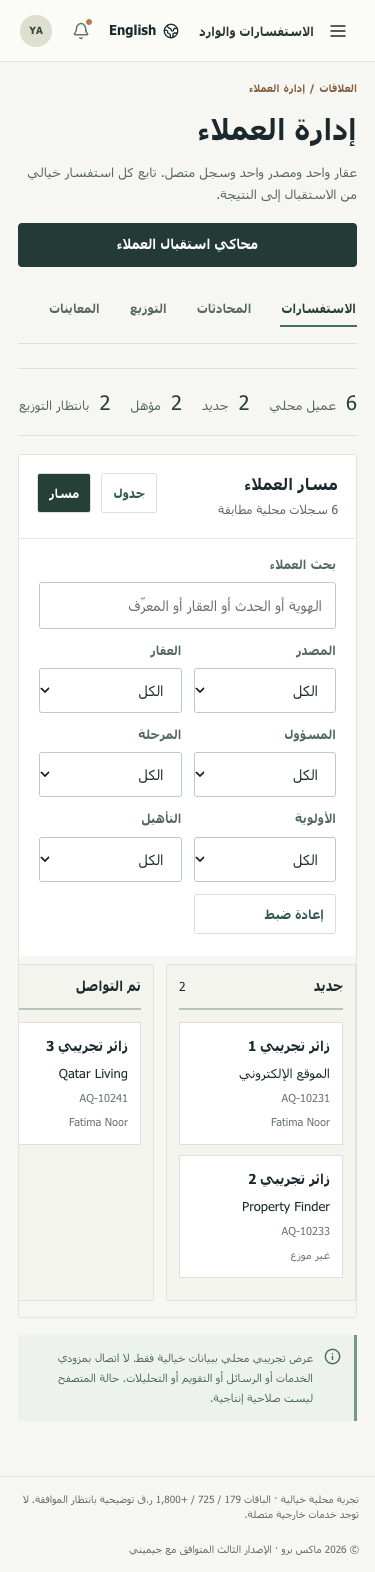 الاستفسارات والوارد
English
YA
العلاقات / إدارة العملاء
إدارة العملاء
عقار واحد ومصدر واحد وسجل متصل. تابع كل استفسار خيالي
من الاستقبال إلى النتيجة.
محاكي استقبال العملاء
الاستفسارات
المحادثات
التوزيع
المعاينات
6 عميل محلي
2 جديد
2 مؤهل
2 بانتظار التوزيع
مسار العملاء
6 سجلات محلية مطابقة
جدول
مسار
بحث العملاء
الهوية أو الحدث أو العقار أو المعرّف
المصدر
العقار
الكل
الكل
المسؤول
المرحلة
الكل
الكل
الأولوية
التأهيل
الكل
الكل
إعادة ضبط
جديد
2
زائر تجريبي 1
الموقع الإلكتروني
AQ-10231
Fatima Noor
زائر تجريبي 2
Property Finder
AQ-10233
غير موزع
تم التواصل
زائر تجريبي 3
Qatar Living
AQ-10241
Fatima Noor
عرض تجريبي محلي ببيانات خيالية فقط. لا اتصال بمزودي
الخدمات أو الرسائل أو التقويم أو التحليلات. حالة المتصفح
ليست صلاحية إنتاجية.
تجربة محلية خيالية · الباقات 179 / 725 / +1,800 ر.ق توضيحية بانتظار الموافقة. لا
توجد خدمات خارجية متصلة.
© 2026 ماكس برو · الإصدار الثالث المتوافق مع جيميني